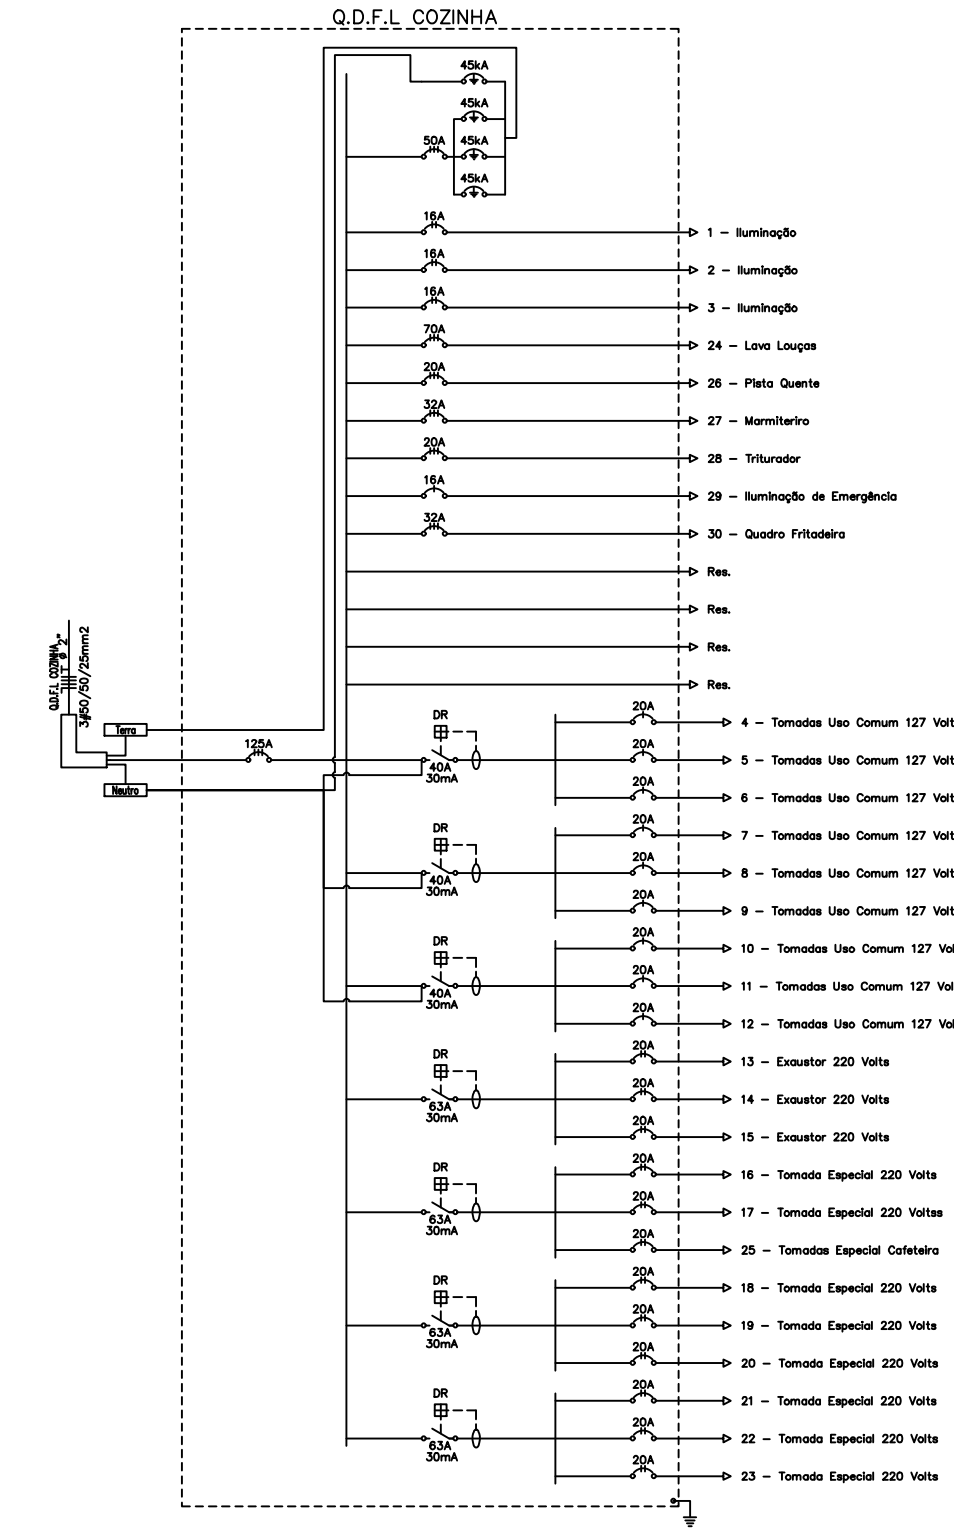 Q.D.F.L COZINHA
45kA
45kA
50A
45kA
45kA
16A
1 - Iluminação
16A
2 - Iluminação
16A
3 - Iluminação
70A
24 - Lava Louças
20A
26 - Pista Quente
32A
27 - Marmiteriro
20A
28 - Triturador
16A
29 - Iluminação de Emergência
32A
30 - Quadro Fritadeira
Res.
Res.
Res.
Res.
Q.D.F.L COZINHA
T ø 2"
3#50/50/25mm2
Terra
125A
Neutro
DR
40A
30mA
20A
4 - Tomadas Uso Comum 127 Volt
20A
5 - Tomadas Uso Comum 127 Volt
20A
6 - Tomadas Uso Comum 127 Volt
DR
40A
30mA
20A
7 - Tomadas Uso Comum 127 Volt
20A
8 - Tomadas Uso Comum 127 Volt
20A
9 - Tomadas Uso Comum 127 Volt
DR
40A
30mA
20A
10 - Tomadas Uso Comum 127 Vol
20A
11 - Tomadas Uso Comum 127 Vol
20A
12 - Tomadas Uso Comum 127 Vol
DR
63A
30mA
20A
13 - Exaustor 220 Volts
20A
14 - Exaustor 220 Volts
20A
15 - Exaustor 220 Volts
DR
63A
30mA
20A
16 - Tomada Especial 220 Volts
20A
17 - Tomada Especial 220 Voltss
20A
25 - Tomadas Especial Cafeteira
DR
63A
30mA
20A
18 - Tomada Especial 220 Volts
20A
19 - Tomada Especial 220 Volts
20A
20 - Tomada Especial 220 Volts
DR
63A
30mA
20A
21 - Tomada Especial 220 Volts
20A
22 - Tomada Especial 220 Volts
20A
23 - Tomada Especial 220 Volts